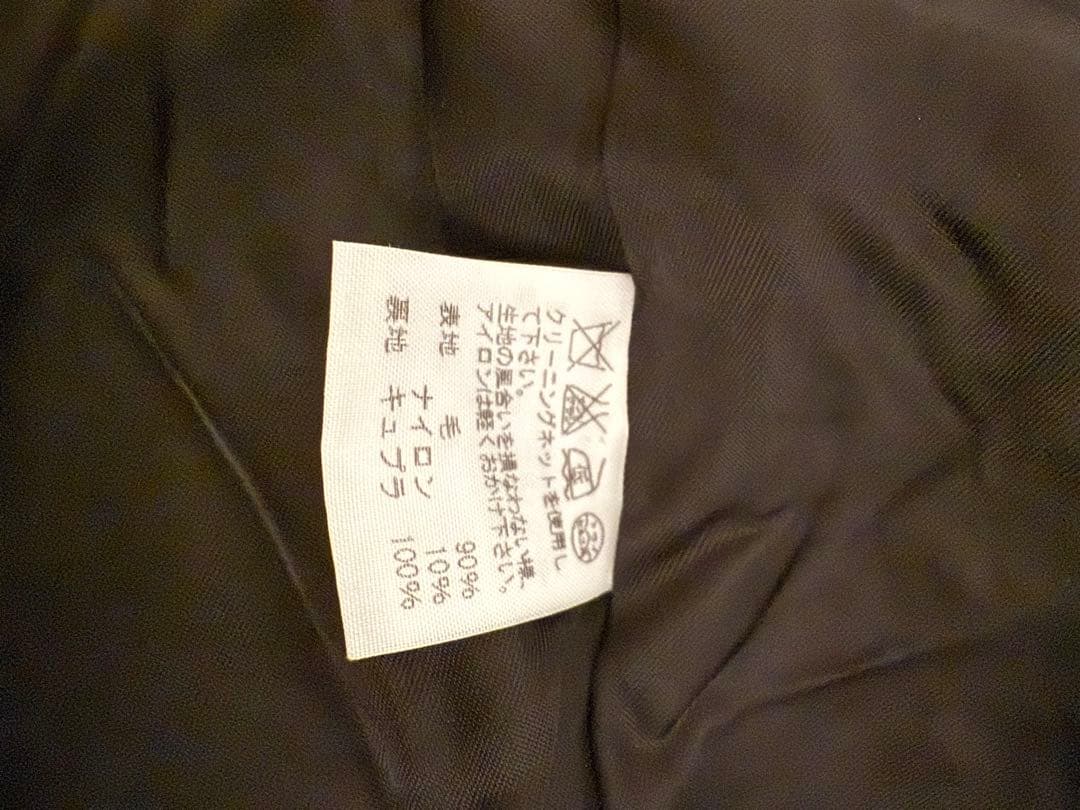 クリーニングネットを使用し
て下さい。
生地の風合いを損なわない様、
アイロンは軽くおかけ下さい。
表地 毛 90%
ナイロン 10%
裏地 キュプラ 100%